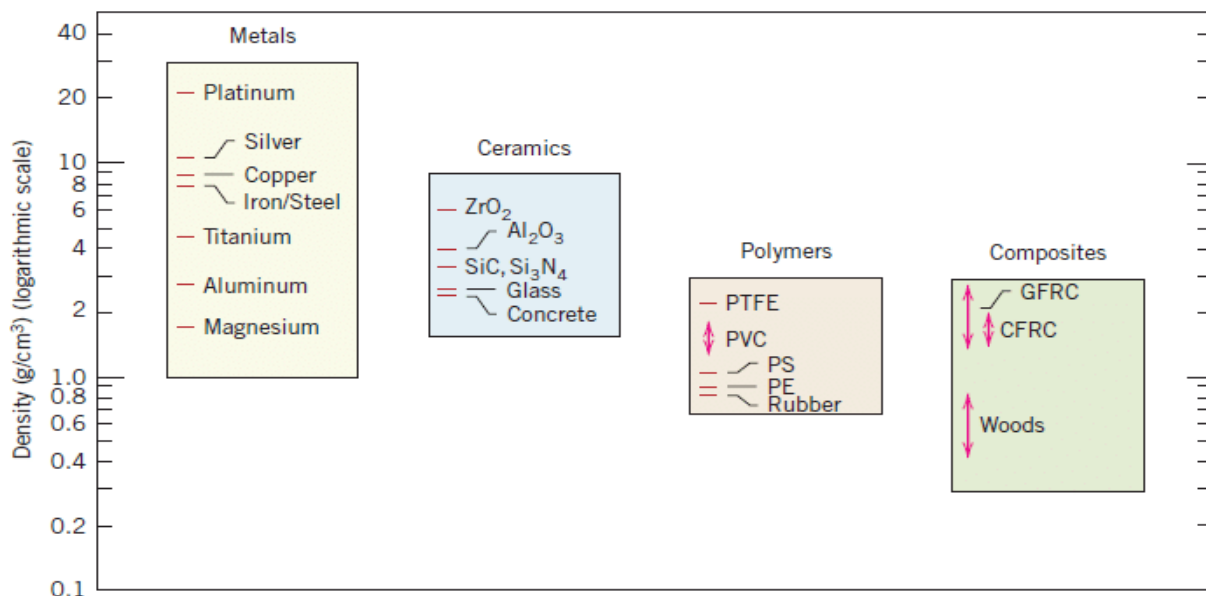 Density (g/cm³) (logarithmic scale)
40
20
10
8
6
4
2
1.0
0.8
0.6
0.4
0.2
0.1
Metals
Platinum
Silver
Copper
Iron/Steel
Titanium
Aluminum
Magnesium
Ceramics
ZrO₂
Al₂O₃
SiC, Si₃N₄
Glass
Concrete
Polymers
PTFE
PVC
PS
PE
Rubber
Composites
GFRC
CFRC
Woods